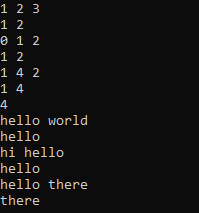 1 2 3
1 2
0 1 2
1 2
1 4 2
1 4
4
hello world
hello
hi hello
hello
hello there
there